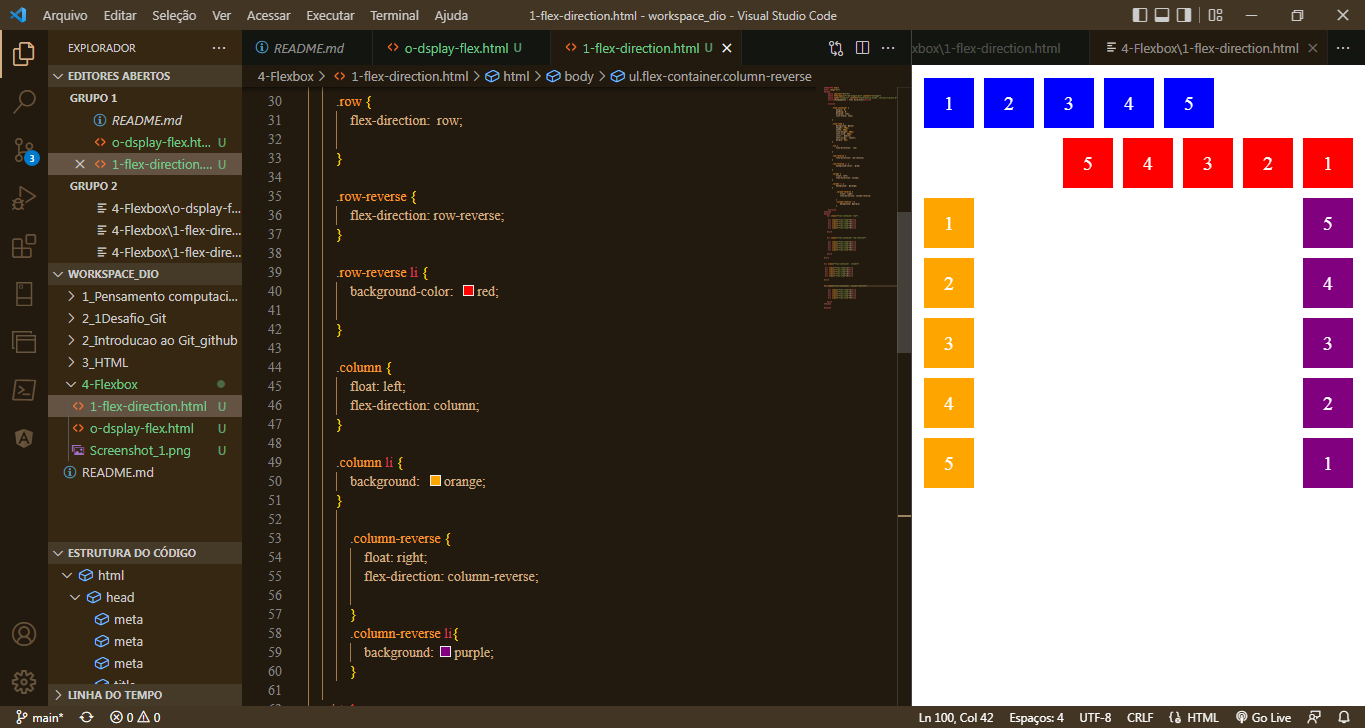 Arquivo Editar Seleção Ver Acessar Executar Terminal Ajuda
1-flex-direction.html - workspace_dio - Visual Studio Code
EXPLORADOR ···
EDITORES ABERTOS
GRUPO 1
README.md
o-dsplay-flex.ht... U
1-flex-direction.... U
GRUPO 2
4-Flexbox\o-dsplay-f...
4-Flexbox\1-flex-dire...
4-Flexbox\1-flex-dire...
WORKSPACE_DIO
1_Pensamento computaci...
2_1Desafio_Git
2_Introducao ao Git_github
3_HTML
4-Flexbox
1-flex-direction.html U
o-dsplay-flex.html U
Screenshot_1.png U
README.md
ESTRUTURA DO CÓDIGO
html
head
meta
meta
meta
LINHA DO TEMPO
3
README.md
o-dsplay-flex.html U
1-flex-direction.html U
4-Flexbox > 1-flex-direction.html > html > body > ul.flex-container.column-reverse
30 .row {
31 flex-direction: row;
32
33 }
34
35 .row-reverse {
36 flex-direction: row-reverse;
37 }
38
39 .row-reverse li {
40 background-color: red;
41
42 }
43
44 .column {
45 float: left;
46 flex-direction: column;
47 }
48
49 .column li {
50 background: orange;
51 }
52
53 .column-reverse {
54 float: right;
55 flex-direction: column-reverse;
56
57 }
58 .column-reverse li{
59 background: purple;
60 }
61
xbox\1-flex-direction.html
4-Flexbox\1-flex-direction.html
1 2 3 4 5
5 4 3 2 1
1 5
2 4
3 3
4 2
5 1
main* 0 0
Ln 100, Col 42 Espaços: 4 UTF-8 CRLF HTML Go Live